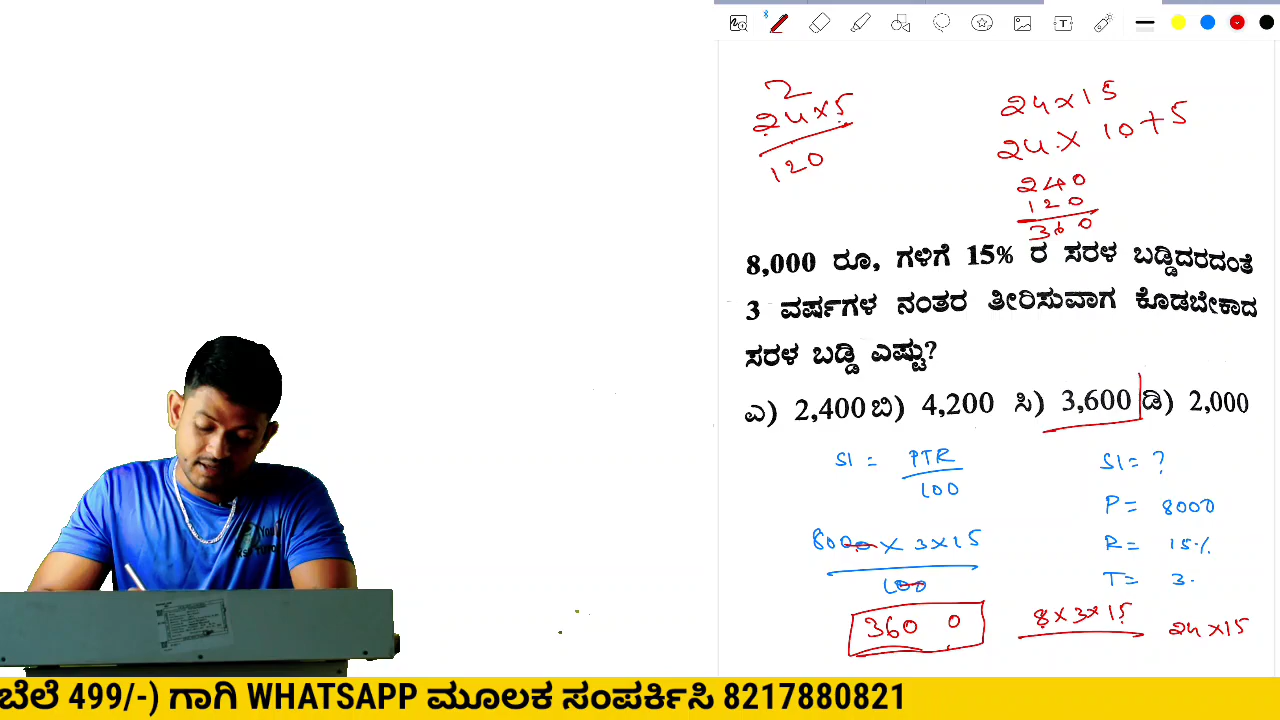 2
24×5
120
24×15
24× 10+5
240
120
360
8,000 ರೂ, ಗಳಿಗೆ 15% ರ ಸರಳ ಬಡ್ಡಿದರದಂತೆ
3 ವರ್ಷಗಳ ನಂತರ ತೀರಿಸುವಾಗ ಕೊಡಬೇಕಾದ
ಸರಳ ಬಡ್ಡಿ ಎಷ್ಟು?
ಎ) 2,400 ಬಿ) 4,200 ಸಿ) 3,600 ಡಿ) 2,000
SI = PTR
100
SI = ?
P = 8000
R = 15%
T = 3.
8000 × 3×15
100
3600
8×3×15
24×15
ಬೆಲೆ 499/-) ಗಾಗಿ WHATSAPP ಮೂಲಕ ಸಂಪರ್ಕಿಸಿ 8217880821